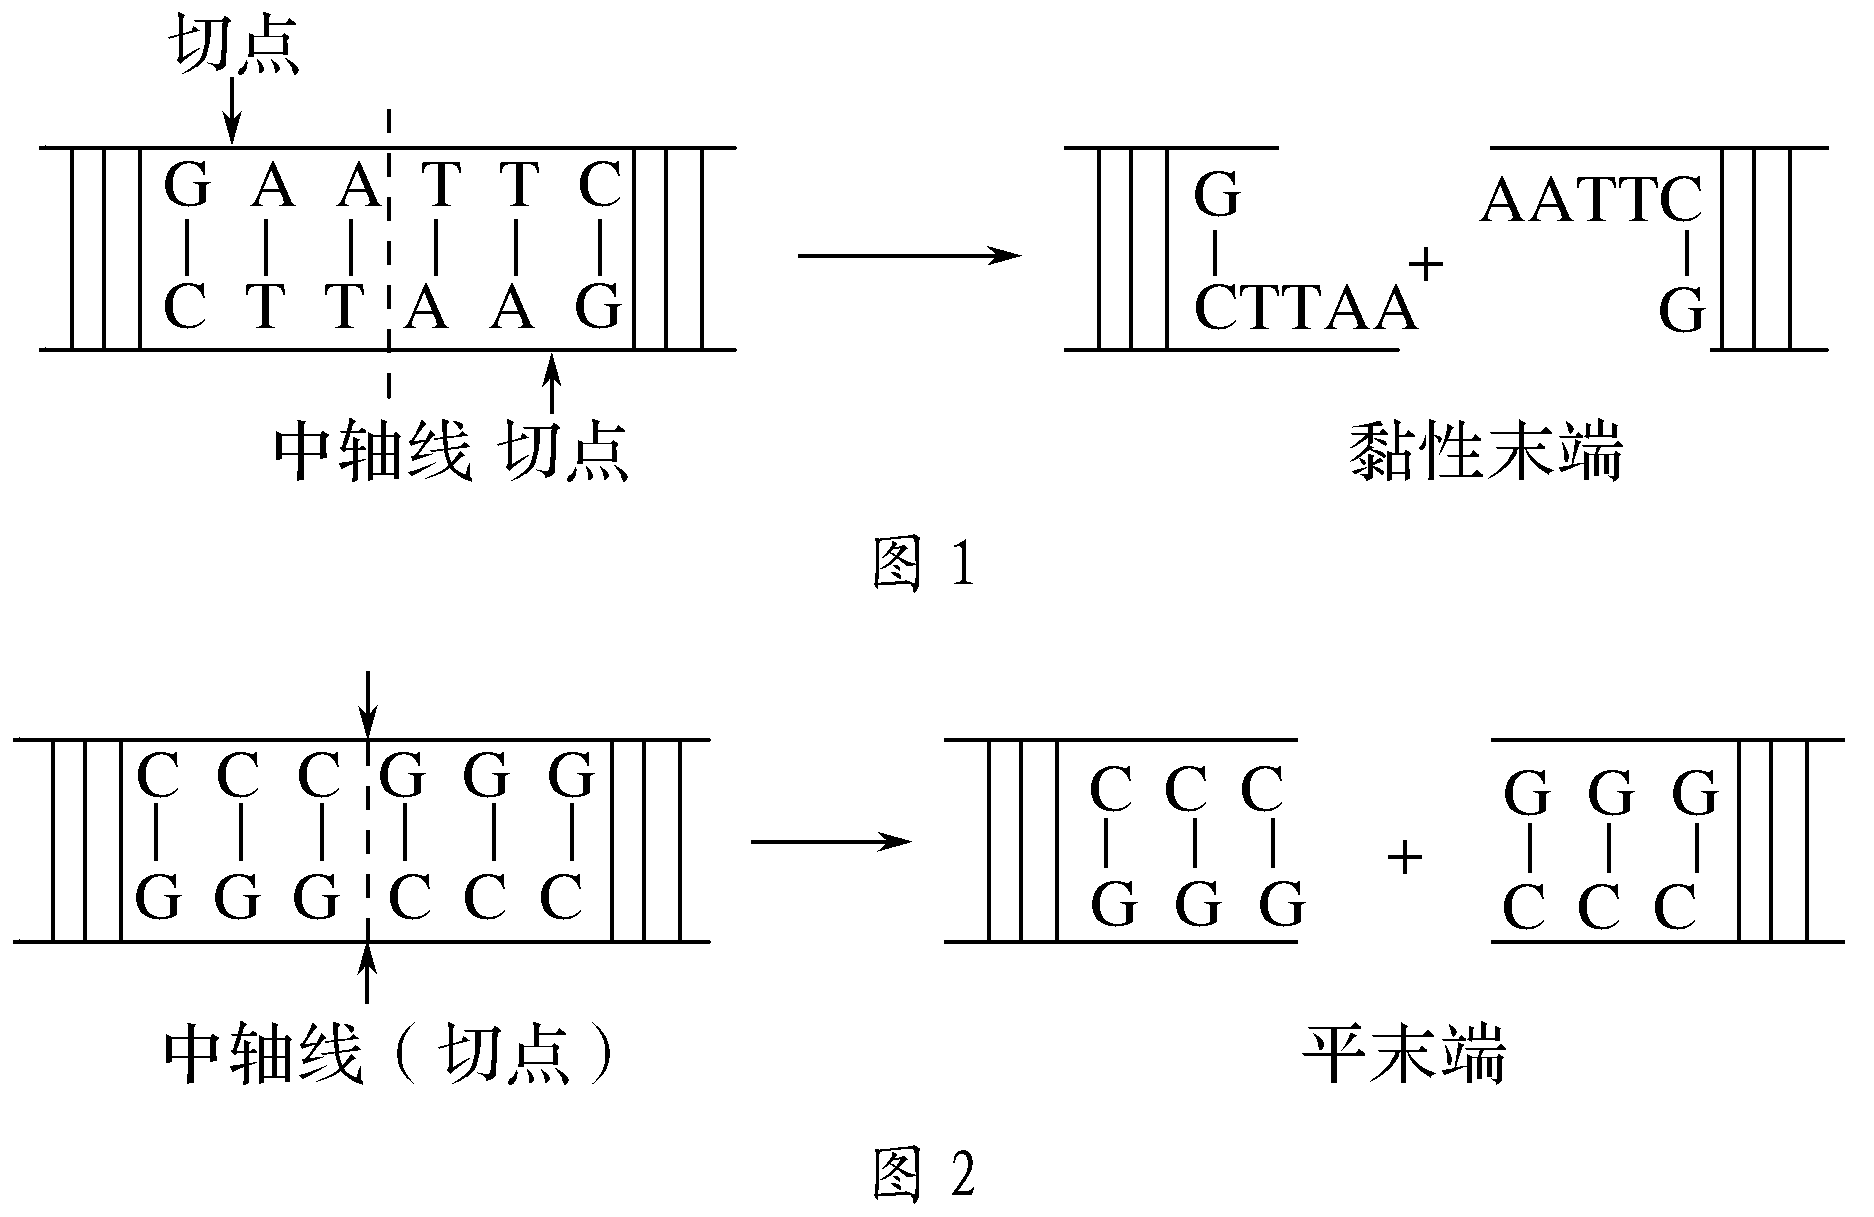 切点
G A A T T C
C T T A A G
中轴线 切点
G
CTTAA
+
AATTC
G
黏性末端
图 1
C C C G G G
G G G C C C
中轴线（切点）
C C C
G G G
+
G G G
C C C
平末端
图 2